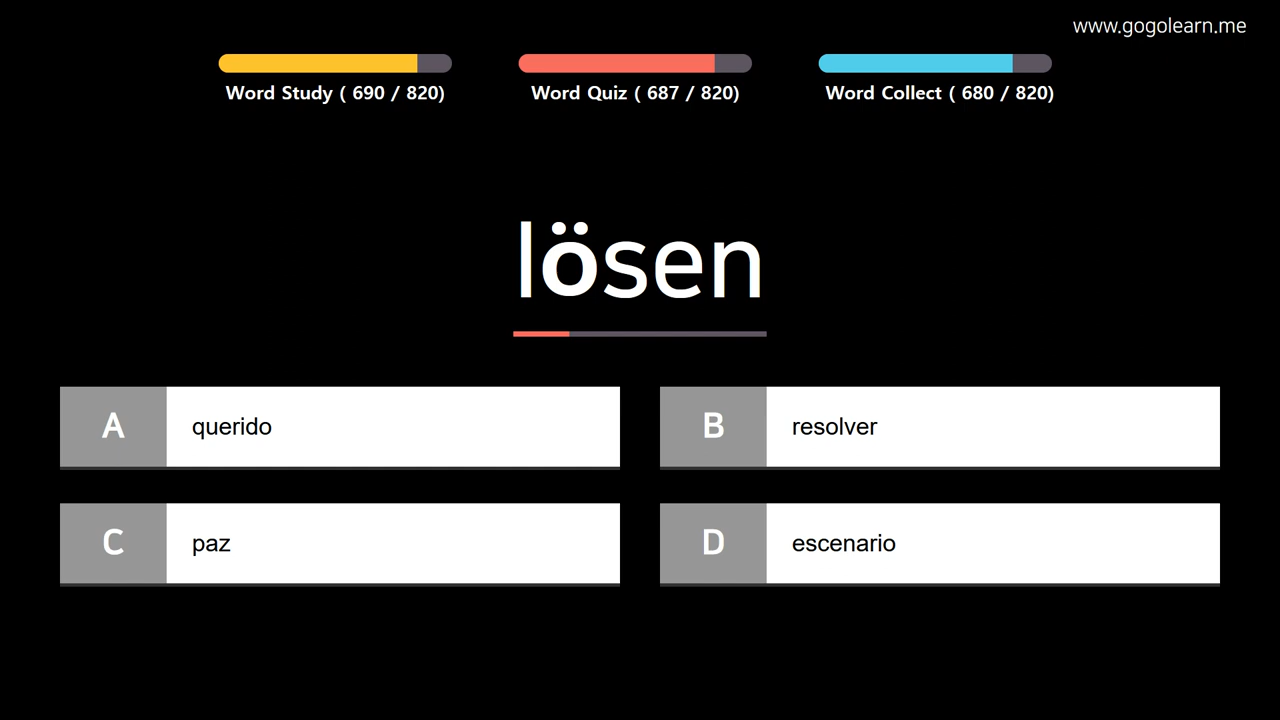 www.gogolearn.me
Word Study ( 690 / 820)
Word Quiz ( 687 / 820)
Word Collect ( 680 / 820)
lösen
A querido
B resolver
C paz
D escenario